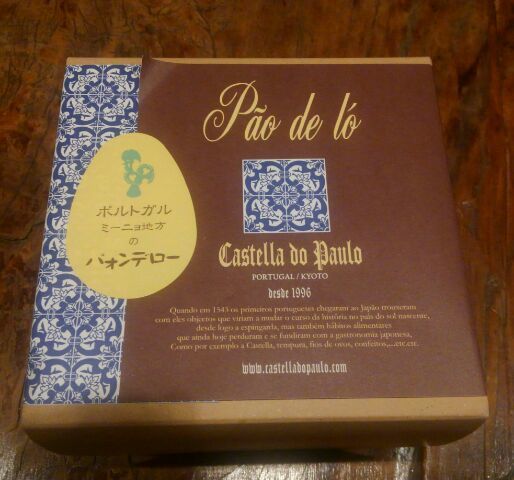 Pão de ló
ポルトガル
ミーニョ地方
の
パォンデロー
Castella do Paulo
PORTUGAL / KYOTO
desde 1996
Quando em 1543 os primeiros portugueses chegaram ao Japão trouxeram
com eles objectos que viriam a mudar o curso da história no país do sol nascente,
desde logo a espingarda, mas também hábitos alimentares
que ainda hoje perduram e se fundiram com a gastronomia japonesa,
Como por exemplo a Castella, tempura, fios de ovos, confeitos,...etc.etc.
www.castelladopaulo.com